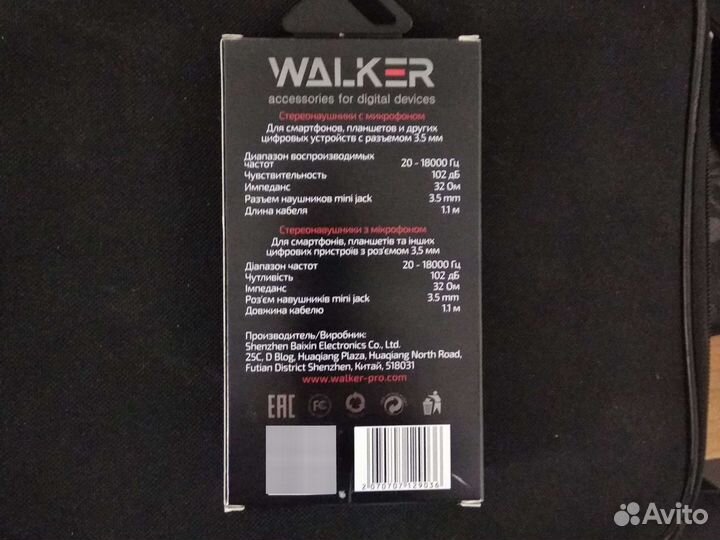 WALKER
accessories for digital devices
Стереонаушники с микрофоном
Для смартфонов, планшетов и других
цифровых устройств с разъемом 3.5 мм
Диапазон воспроизводимых
частот 20 - 18000 Гц
Чувствительность 102 дБ
Импеданс 32 Ом
Разъем наушников mini jack 3.5 mm
Длина кабеля 1.1 м
Стереонавушники з мікрофоном
Для смартфонів, планшетів та інших
цифрових пристроїв з роз'ємом 3,5 мм
Діапазон частот 20 - 18000 Гц
Чутливість 102 дБ
Імпеданс 32 Ом
Роз'єм навушників mini jack 3.5 mm
Довжина кабелю 1.1 м
Производитель/Виробник:
Shenzhen Baixin Electronics Co., Ltd.
25C, D Blog, Huaqiang Plaza, Huaqiang North Road,
Futian District Shenzhen, Китай, 518031
www.walker-pro.com
EAC FC
2 070707 129036
Avito